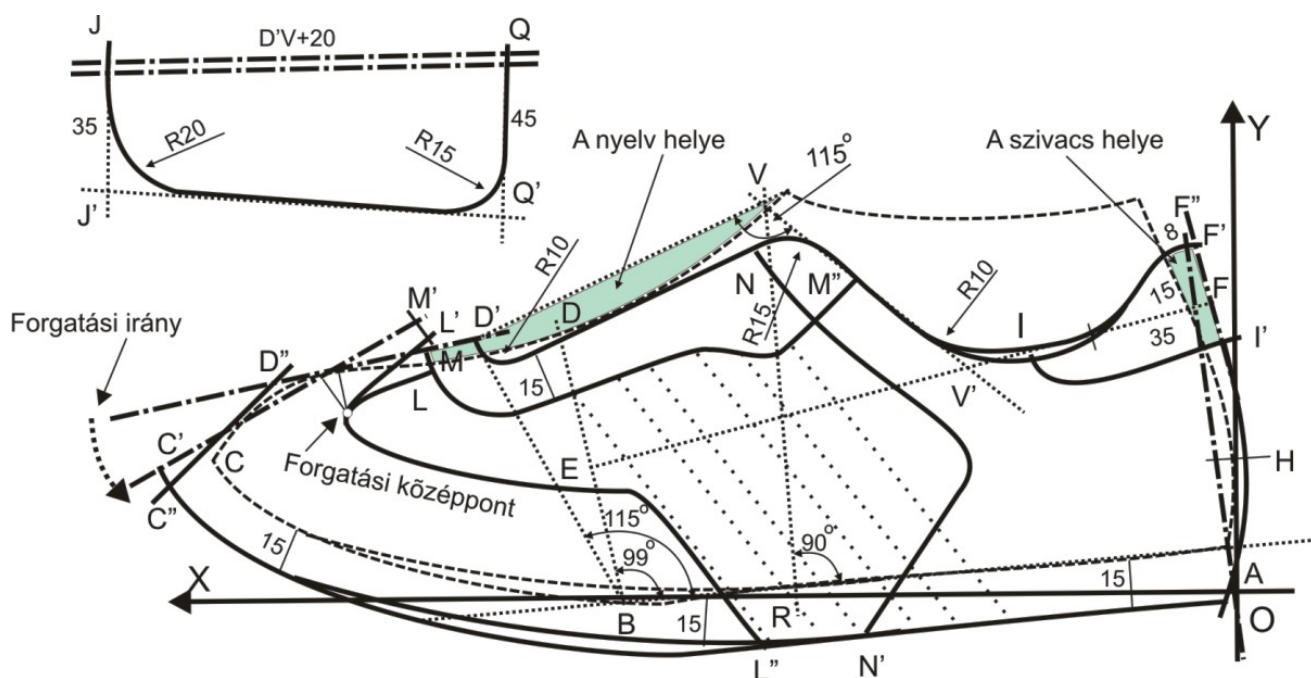 J
Q
D’V+20
35
R20
R15
45
J’
Q’
A nyelv helye
V
115°
A szivacs helye
Y
F”
8
F’
R10
Forgatási irány
M’
L’
D’
D
N
M”
R15
R10
I
15
F
35
I’
D”
M
L
15
V’
C’
C
Forgatási középpont
E
H
C”
15
115°
99°
90°
X
B
15
R
15
A
O
L”
N’